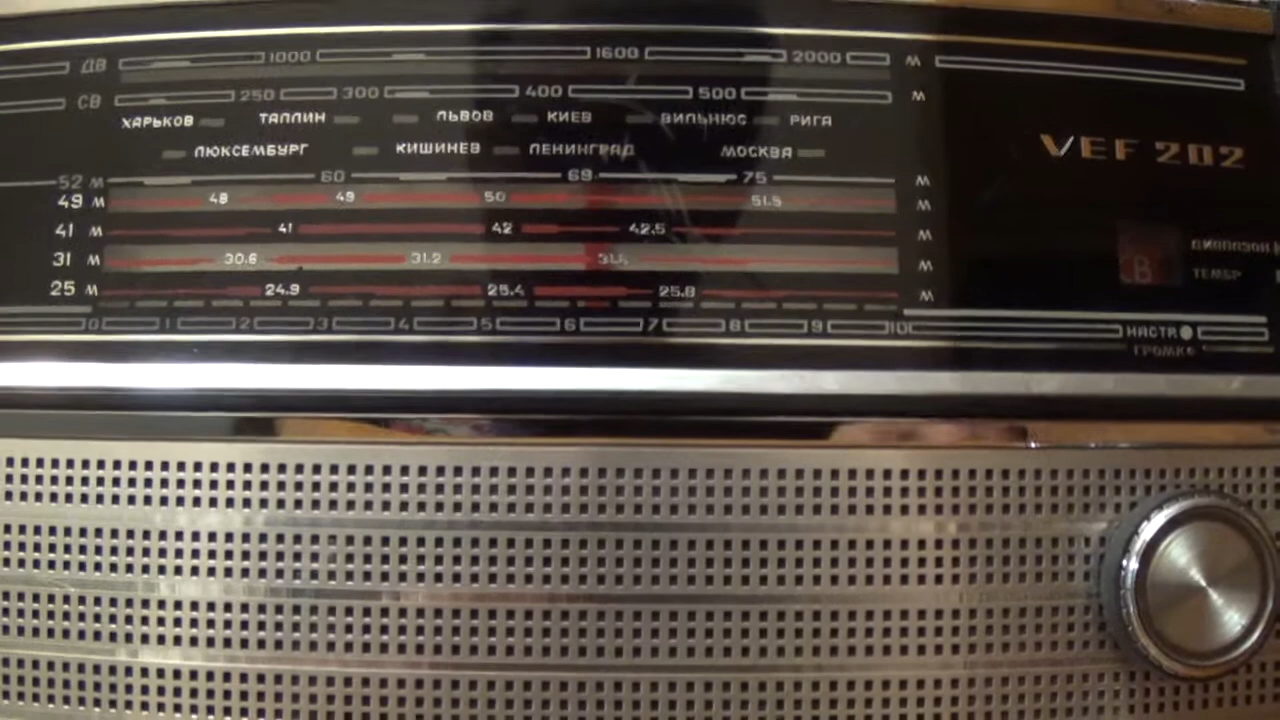 ДВ 1000 1600 2000 м
СВ 250 300 400 500 м
ХАРЬКОВ ТАЛЛИН ЛЬВОВ КИЕВ ВИЛЬНЮС РИГА
ЛЮКСЕМБУРГ КИШИНЕВ ЛЕНИНГРАД МОСКВА
VEF 202
52 м 60 69 75 м
49 м 48 49 50 51.5 м
41 м 41 42 42.5 м
ДИАПАЗОН
31 м 30.6 31.2 м
В ТЕМБР
25 м 24.9 25.4 25.8 м
0 1 2 3 4 5 6 7 8 9 10 НАСТР
ГРОМК